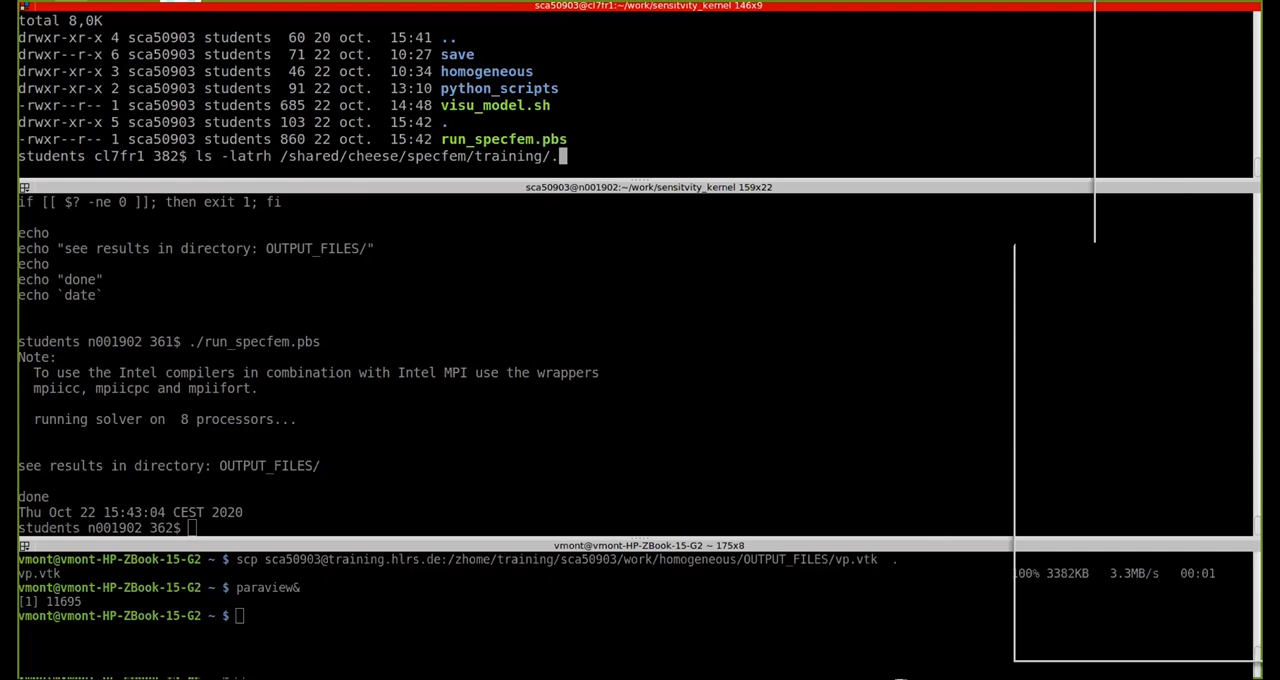 sca50903@cl7fr1:~/work/sensitvity_kernel 146x9
total 8,0K
drwxr-xr-x 4 sca50903 students  60 20 oct.  15:41 ..
drwxr--r-x 6 sca50903 students  71 22 oct.  10:27 save
drwxr-xr-x 3 sca50903 students  46 22 oct.  10:34 homogeneous
drwxr-xr-x 2 sca50903 students  91 22 oct.  13:10 python_scripts
-rwxr--r-- 1 sca50903 students 685 22 oct.  14:48 visu_model.sh
drwxr-xr-x 5 sca50903 students 103 22 oct.  15:42 .
-rwxr--r-- 1 sca50903 students 860 22 oct.  15:42 run_specfem.pbs
students cl7fr1 382$ ls -latrh /shared/cheese/specfem/training/.
sca50903@n001902:~/work/sensitvity_kernel 159x22
if [[ $? -ne 0 ]]; then exit 1; fi
echo
echo "see results in directory: OUTPUT_FILES/"
echo
echo "done"
echo `date`
students n001902 361$ ./run_specfem.pbs
Note:
To use the Intel compilers in combination with Intel MPI use the wrappers
mpiicc, mpiicpc and mpiifort.
running solver on  8 processors...
see results in directory: OUTPUT_FILES/
done
Thu Oct 22 15:43:04 CEST 2020
students n001902 362$
vmont@vmont-HP-ZBook-15-G2: ~ 175x8
vmont@vmont-HP-ZBook-15-G2 ~ $ scp sca50903@training.hlrs.de:/zhome/training/sca50903/work/homogeneous/OUTPUT_FILES/vp.vtk  .
vp.vtk 100% 3382KB   3.3MB/s   00:01
vmont@vmont-HP-ZBook-15-G2 ~ $ paraview&
[1] 11695
vmont@vmont-HP-ZBook-15-G2 ~ $